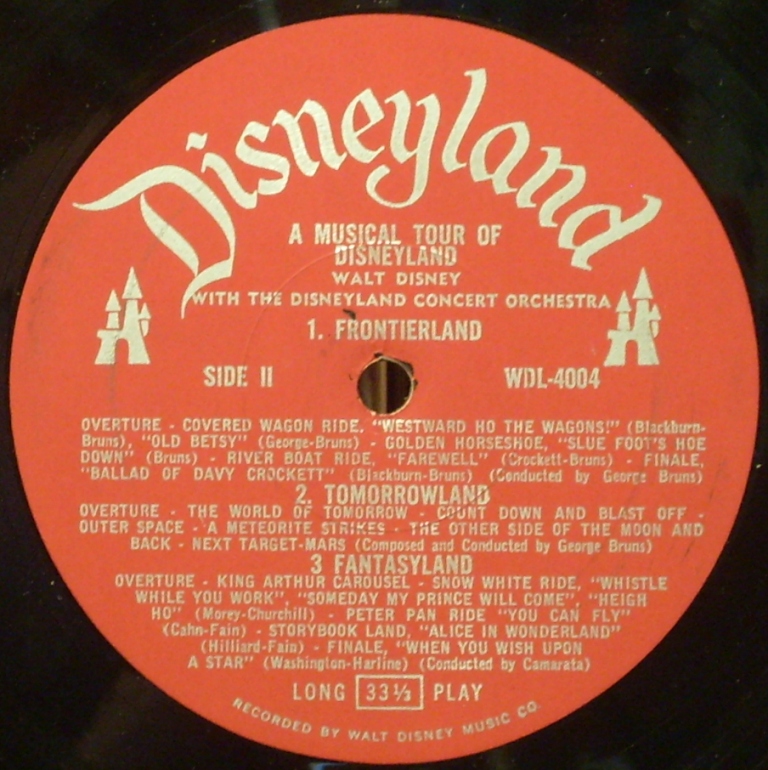 Disneyland
A MUSICAL TOUR OF
DISNEYLAND
WALT DISNEY
WITH THE DISNEYLAND CONCERT ORCHESTRA
1. FRONTIERLAND
SIDE II
WDL-4004
OVERTURE - COVERED WAGON RIDE, "WESTWARD HO THE WAGONS!" (Blackburn-
Bruns), "OLD BETSY" (George-Bruns) - GOLDEN HORSESHOE, "SLUE FOOT'S HOE
DOWN" (Bruns) - RIVER BOAT RIDE, "FAREWELL" (Crockett-Bruns) - FINALE,
"BALLAD OF DAVY CROCKETT" (Blackburn-Bruns) (Conducted by George Bruns)
2. TOMORROWLAND
OVERTURE - THE WORLD OF TOMORROW - COUNT DOWN AND BLAST OFF -
OUTER SPACE - A METEORITE STRIKES - THE OTHER SIDE OF THE MOON AND
BACK - NEXT TARGET-MARS (Composed and Conducted by George Bruns)
3 FANTASYLAND
OVERTURE - KING ARTHUR CAROUSEL - SNOW WHITE RIDE, "WHISTLE
WHILE YOU WORK", "SOMEDAY MY PRINCE WILL COME", "HEIGH
HO" (Morey-Churchill) - PETER PAN RIDE "YOU CAN FLY"
(Cahn-Fain) - STORYBOOK LAND, "ALICE IN WONDERLAND"
(Hilliard-Fain) - FINALE, "WHEN YOU WISH UPON
A STAR" (Washington-Harline) (Conducted by Camarata)
LONG 33⅓ PLAY
RECORDED BY WALT DISNEY MUSIC CO.